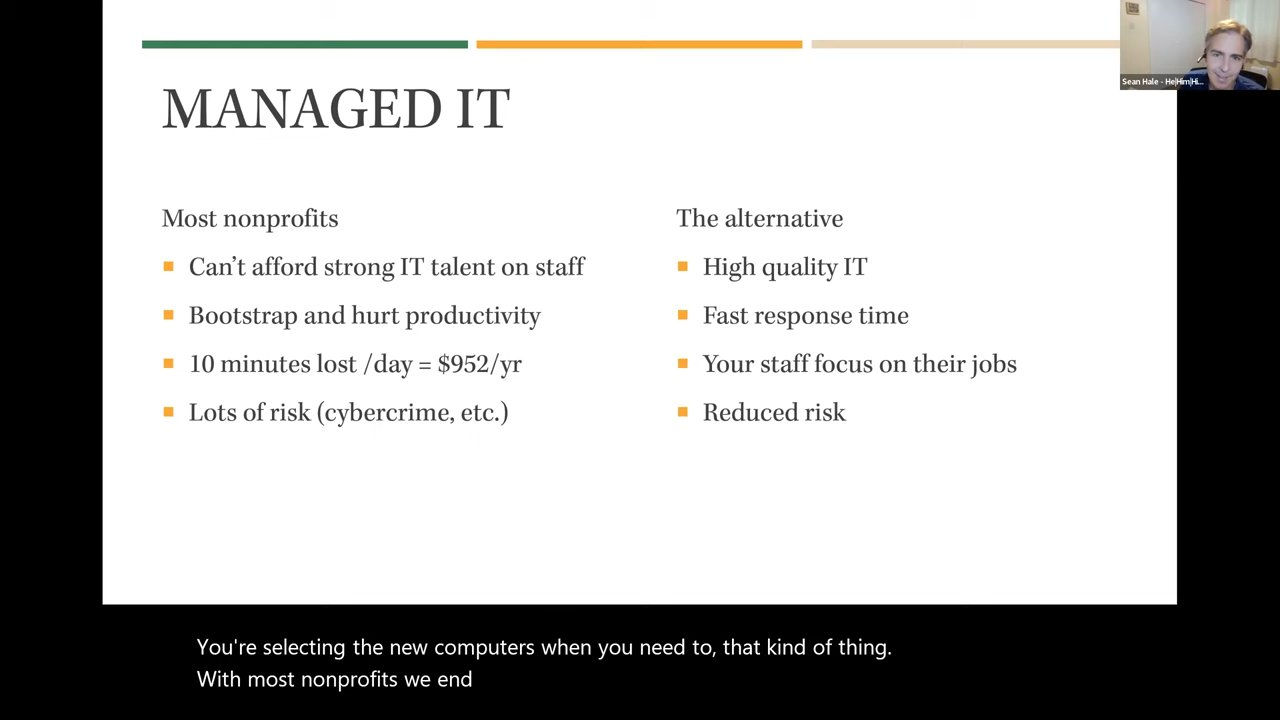 Sean Hale - He|Him|Hi...
MANAGED IT
Most nonprofits
Can't afford strong IT talent on staff
Bootstrap and hurt productivity
10 minutes lost /day = $952/yr
Lots of risk (cybercrime, etc.)
The alternative
High quality IT
Fast response time
Your staff focus on their jobs
Reduced risk
You're selecting the new computers when you need to, that kind of thing.
With most nonprofits we end